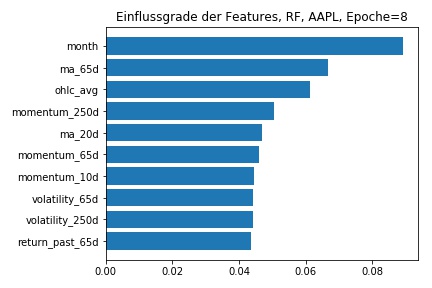 Einflussgrade der Features, RF, AAPL, Epoche=8
month
ma_65d
ohlc_avg
momentum_250d
ma_20d
momentum_65d
momentum_10d
volatility_65d
volatility_250d
return_past_65d
0.00 0.02 0.04 0.06 0.08